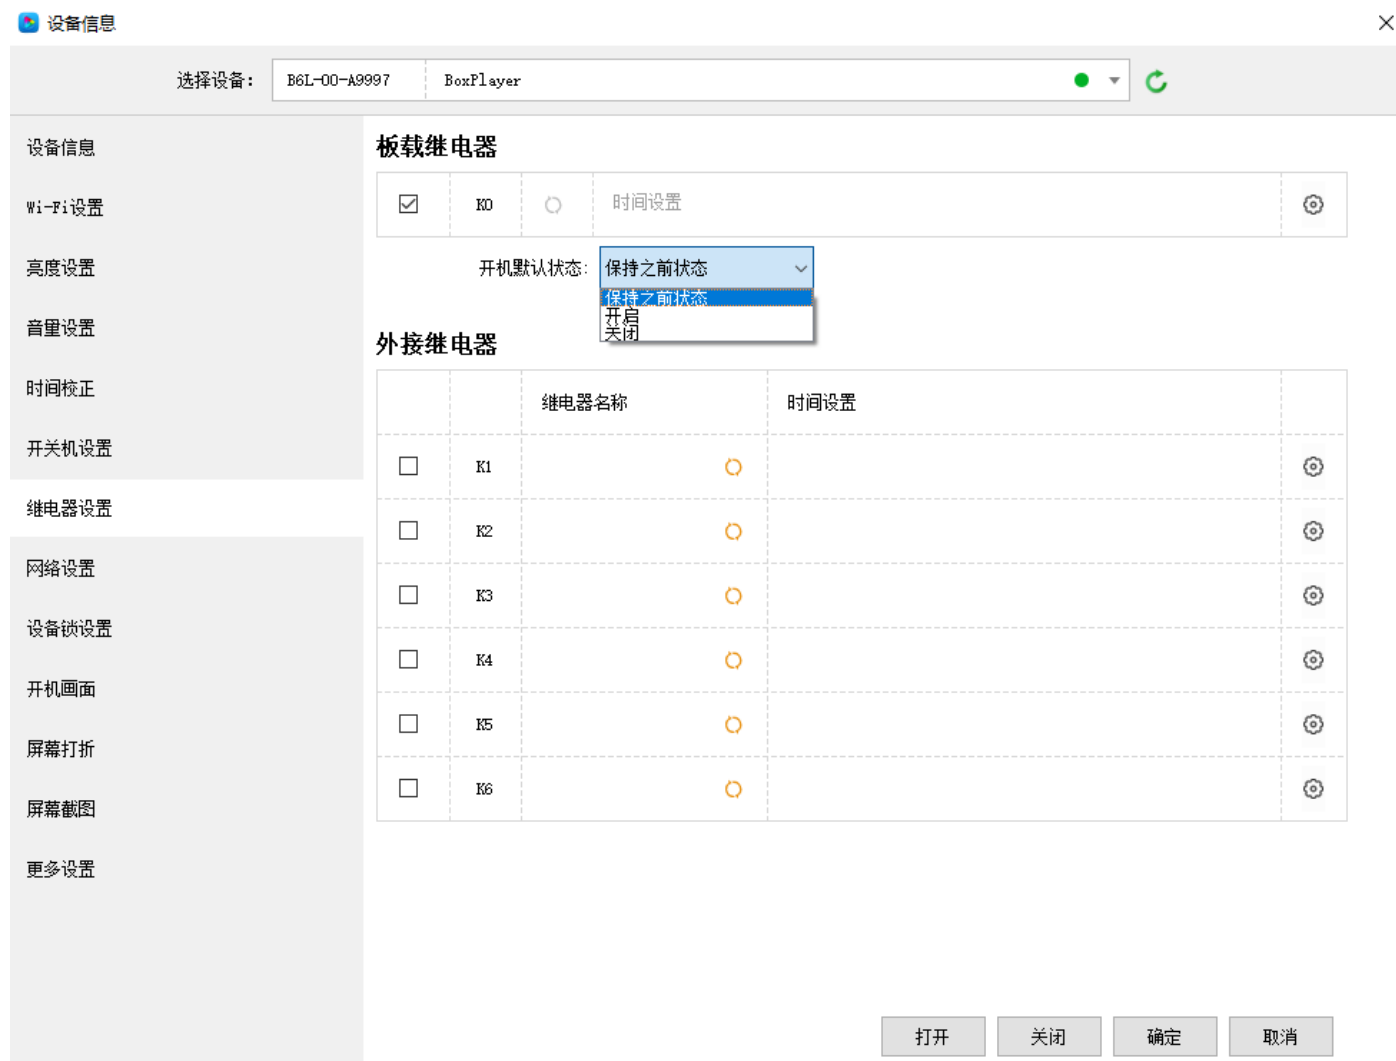 设备信息
选择设备: B6L-OO-A9997 BoxPlayer
设备信息
Wi-Fi设置
亮度设置
音量设置
时间校正
开关机设置
继电器设置
网络设置
设备锁设置
开机画面
屏幕打折
屏幕截图
更多设置
板载继电器
K0 时间设置
开机默认状态: 保持之前状态
保持之前状态
开启
关闭
外接继电器
继电器名称 时间设置
K1
K2
K3
K4
K5
K6
打开 关闭 确定 取消